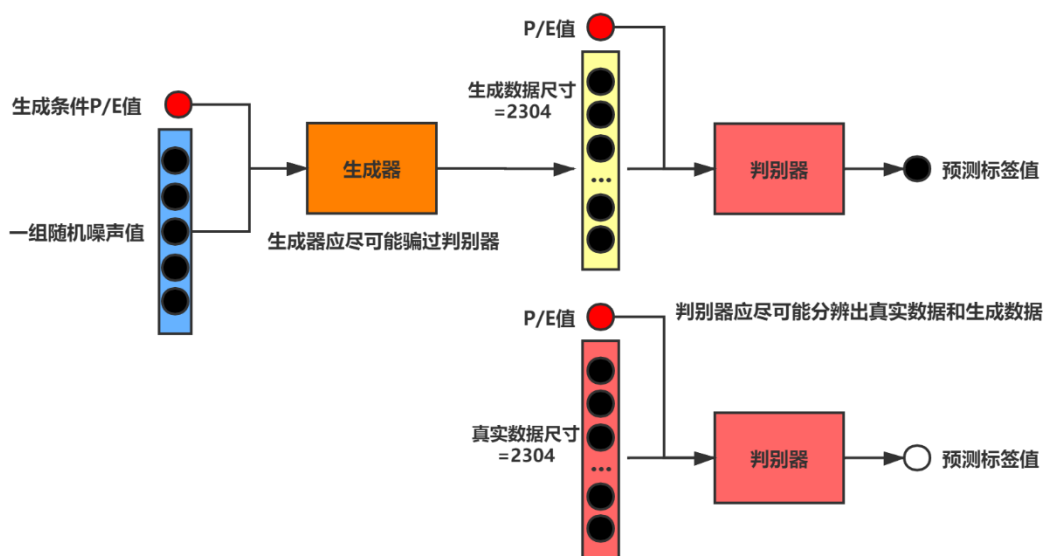 P/E值
生成条件P/E值
生成数据尺寸
=2304
...
生成器
判别器
预测标签值
一组随机噪声值
生成器应尽可能骗过判别器
P/E值
判别器应尽可能分辨出真实数据和生成数据
真实数据尺寸
=2304
...
判别器
预测标签值